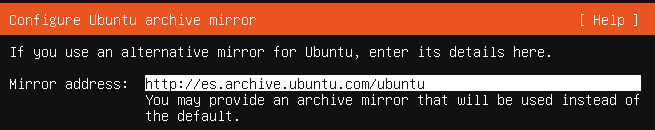 Configure Ubuntu archive mirror [ Help ]
If you use an alternative mirror for Ubuntu, enter its details here.
Mirror address: http://es.archive.ubuntu.com/ubuntu
You may provide an archive mirror that will be used instead of
the default.